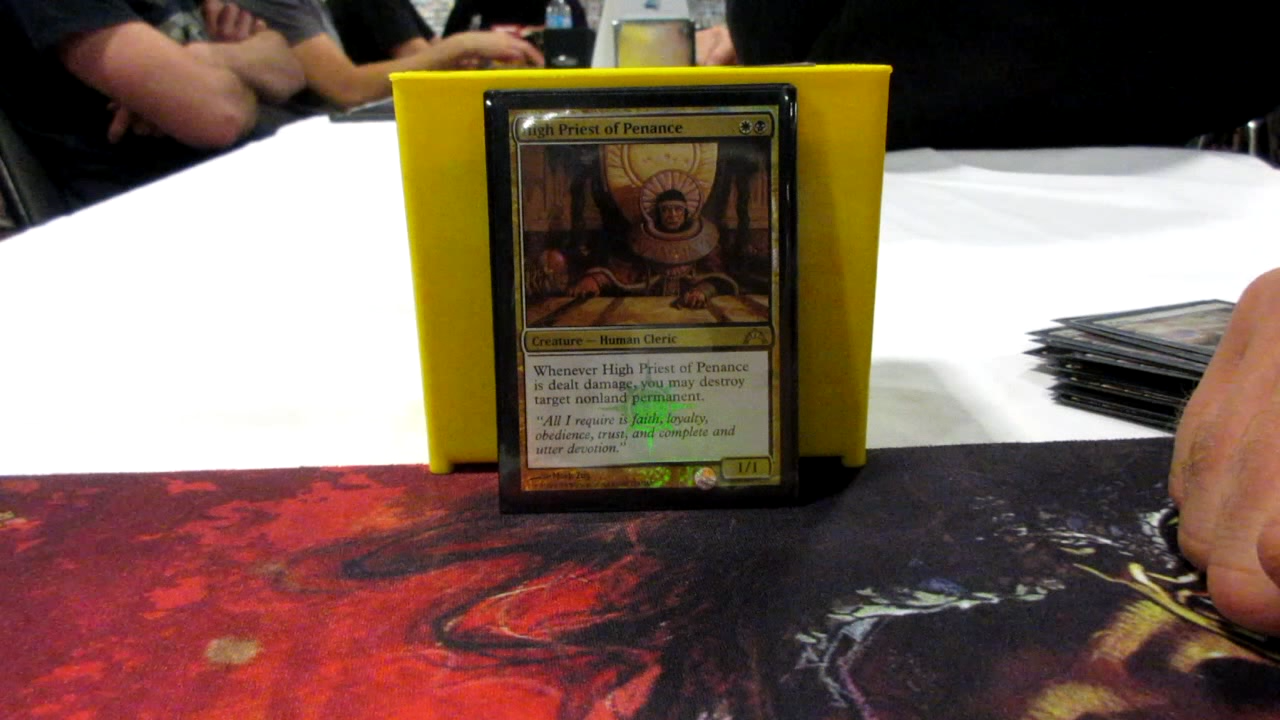 High Priest of Penance
Creature — Human Cleric
Whenever High Priest of Penance
is dealt damage, you may destroy
target nonland permanent.
"All I require is faith, loyalty,
obedience, trust, and complete and
utter devotion."
1/1